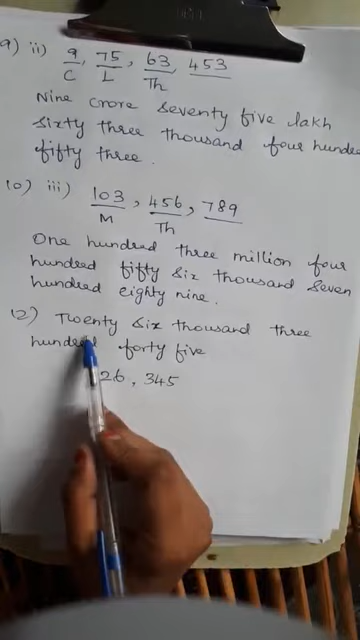 9) ii) 9, 75, 63, 453
C L Th
Nine crore seventy five lakh
sixty three thousand four hundred
fifty three.
10) iii) 103, 456, 789
M Th
One hundred three million four
hundred fifty six thousand seven
hundred eighty nine.
12) Twenty six thousand three
hundred forty five
26, 345